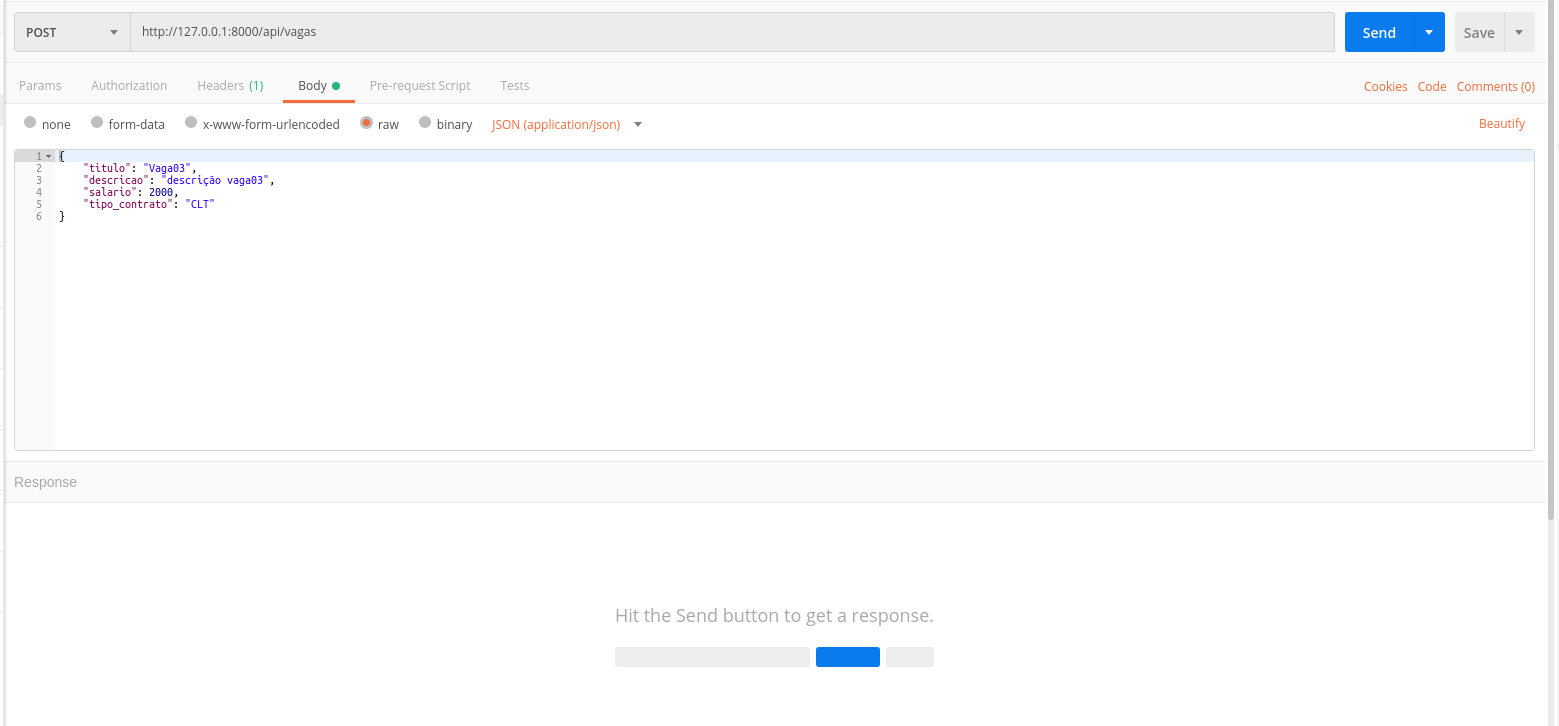 POST http://127.0.0.1:8000/api/vagas Send Save
Params Authorization Headers (1) Body Pre-request Script Tests Cookies Code Comments (0)
none form-data x-www-form-urlencoded raw binary JSON (application/json) Beautify
1 {
2 "titulo": "Vaga03",
3 "descricao": "descrição vaga03",
4 "salario": 2000,
5 "tipo_contrato": "CLT"
6 }
Response
Hit the Send button to get a response.